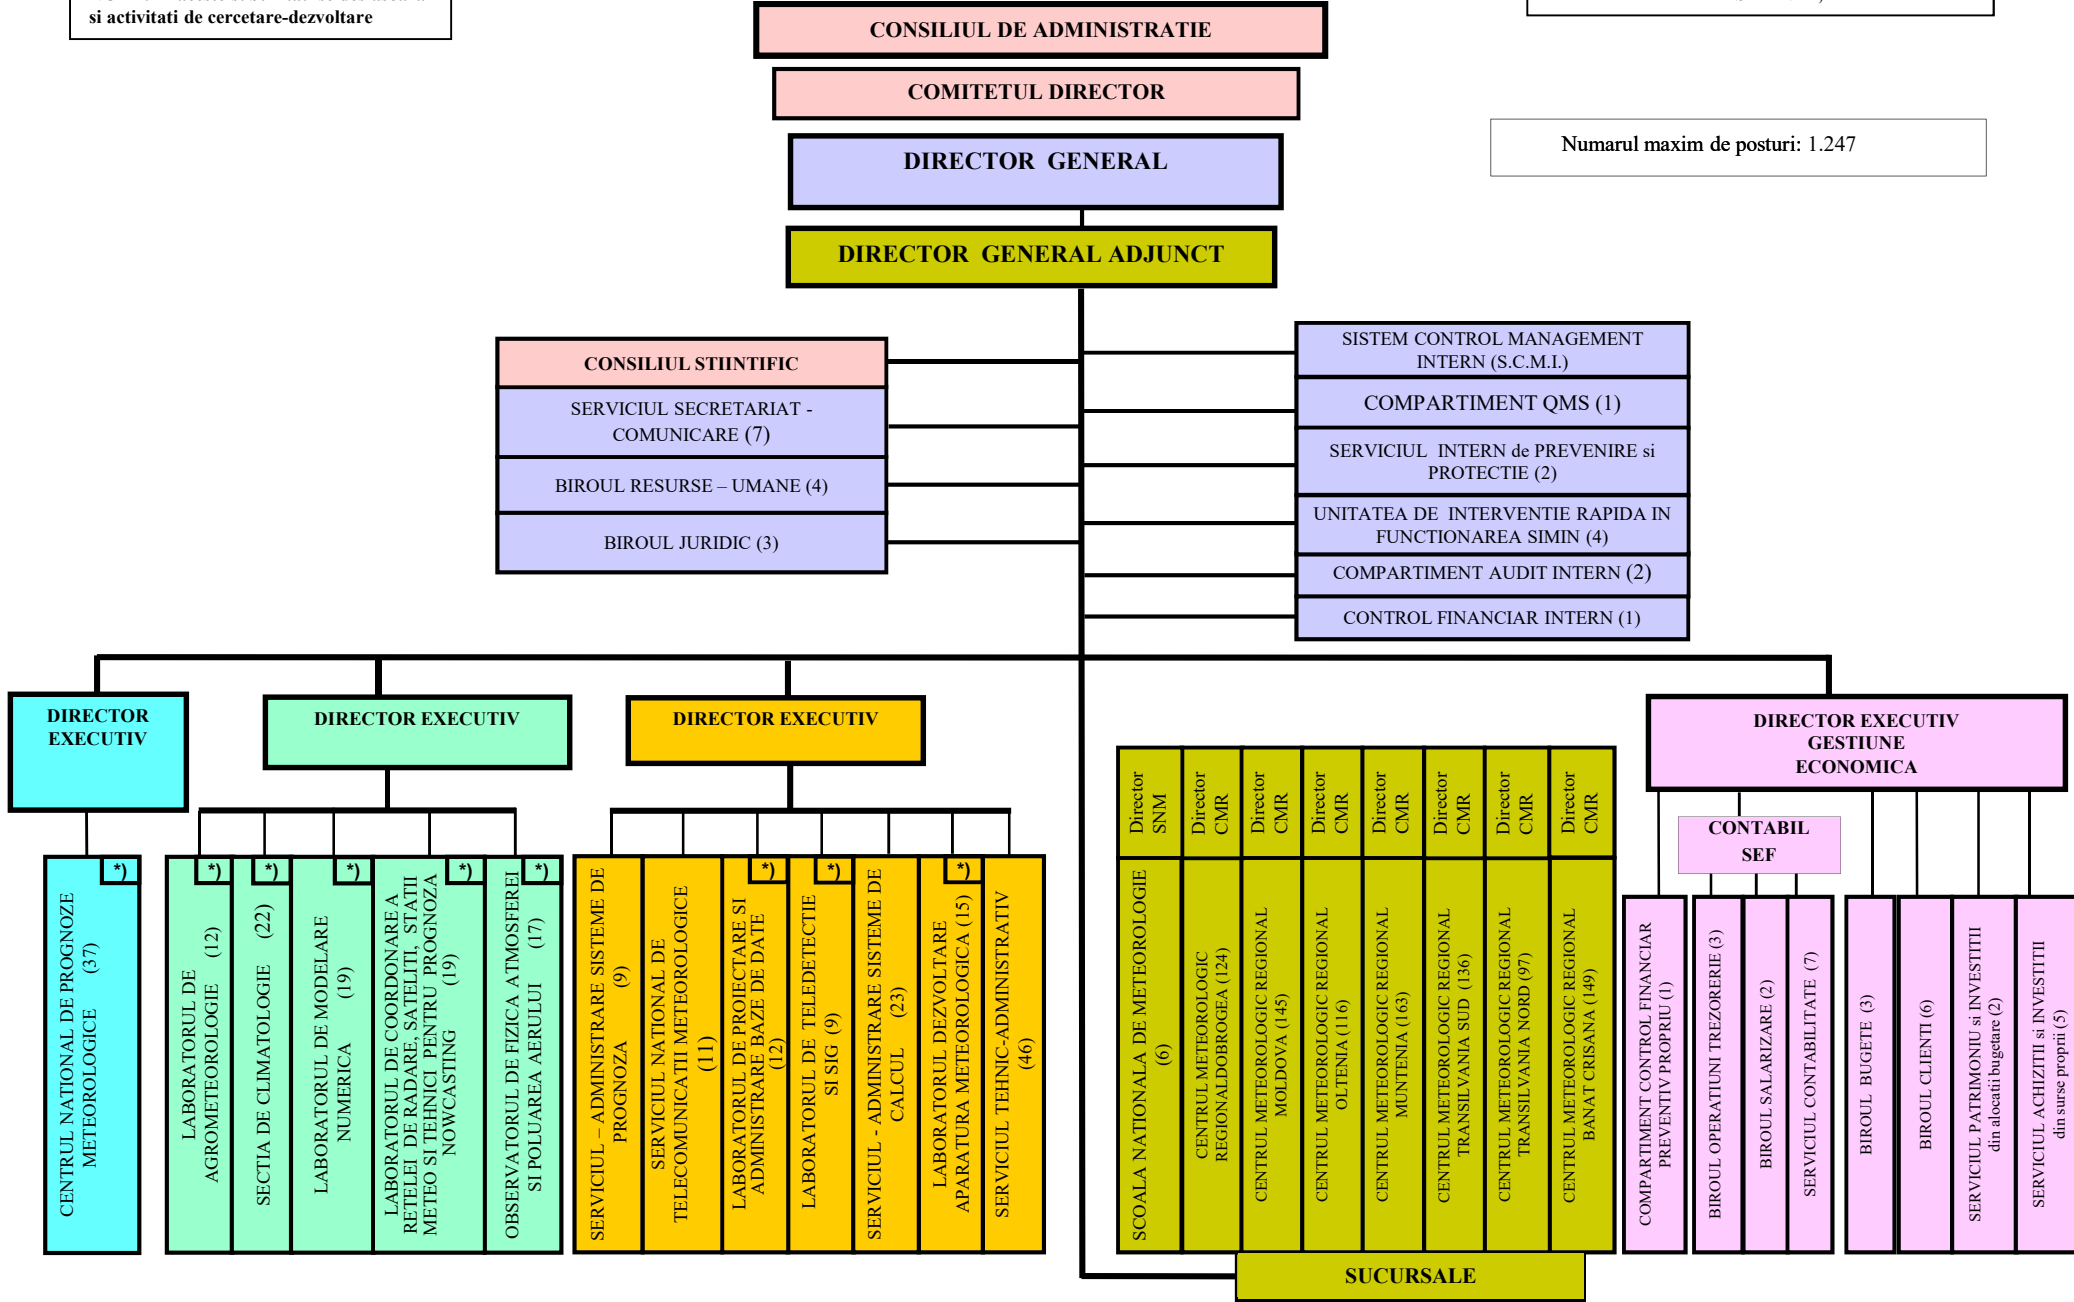 si activitati de cercetare-dezvoltare
CONSILIUL DE ADMINISTRATIE
COMITETUL DIRECTOR
DIRECTOR GENERAL
Numarul maxim de posturi: 1.247
DIRECTOR GENERAL ADJUNCT
CONSILIUL STIINTIFIC
SERVICIUL SECRETARIAT -
COMUNICARE (7)
BIROUL RESURSE – UMANE (4)
BIROUL JURIDIC (3)
SISTEM CONTROL MANAGEMENT
INTERN (S.C.M.I.)
COMPARTIMENT QMS (1)
SERVICIUL INTERN de PREVENIRE si
PROTECTIE (2)
UNITATEA DE INTERVENTIE RAPIDA IN
FUNCTIONAREA SIMIN (4)
COMPARTIMENT AUDIT INTERN (2)
CONTROL FINANCIAR INTERN (1)
DIRECTOR
EXECUTIV
DIRECTOR EXECUTIV
DIRECTOR EXECUTIV
DIRECTOR EXECUTIV
GESTIUNE
ECONOMICA
CONTABIL
SEF
*)
CENTRUL NATIONAL DE PROGNOZE
METEOROLOGICE (37)
*)
LABORATORUL DE
AGROMETEOROLOGIE (12)
*)
SECTIA DE CLIMATOLOGIE (22)
*)
LABORATORUL DE MODELARE
NUMERICA (19)
*)
LABORATORUL DE COORDONARE A
RETELEI DE RADARE, SATELITI, STATII
METEO SI TEHNICI PENTRU PROGNOZA
NOWCASTING (19)
*)
OBSERVATORUL DE FIZICA ATMOSFEREI
SI POLUAREA AERULUI (17)
SERVICIUL – ADMINISTRARE SISTEME DE
PROGNOZA (9)
SERVICIUL NATIONAL DE
TELECOMUNICATII METEOROLOGICE
(11)
*)
LABORATORUL DE PROIECTARE SI
ADMINISTRARE BAZE DE DATE
(12)
*)
LABORATORUL DE TELEDETECTIE
SI SIG (9)
SERVICIUL - ADMINISTRARE SISTEME DE
CALCUL (23)
*)
LABORATORUL DEZVOLTARE
APARATURA METEOROLOGICA (15)
SERVICIUL TEHNIC-ADMINISTRATIV
(46)
Director
SNM
SCOALA NATIONALA DE METEOROLOGIE
(6)
Director
CMR
CENTRUL METEOROLOGIC
REGIONALDOBROGEA (124)
Director
CMR
CENTRUL METEOROLOGIC REGIONAL
MOLDOVA (145)
Director
CMR
CENTRUL METEOROLOGIC REGIONAL
OLTENIA (116)
Director
CMR
CENTRUL METEOROLOGIC REGIONAL
MUNTENIA (163)
Director
CMR
CENTRUL METEOROLOGIC REGIONAL
TRANSILVANIA SUD (136)
Director
CMR
CENTRUL METEOROLOGIC REGIONAL
TRANSILVANIA NORD (97)
Director
CMR
CENTRUL METEOROLOGIC REGIONAL
BANAT CRISANA (149)
COMPARTIMENT CONTROL FINANCIAR
PREVENTIV PROPRIU (1)
BIROUL OPERATIUNI TREZORERIE (3)
BIROUL SALARIZARE (2)
SERVICIUL CONTABILITATE (7)
BIROUL BUGETE (3)
BIROUL CLIENTI (6)
SERVICIUL PATRIMONIU si INVESTITII
din alocatii bugetare (2)
SERVICIUL ACHIZITII si INVESTITII
din surse proprii (5)
SUCURSALE